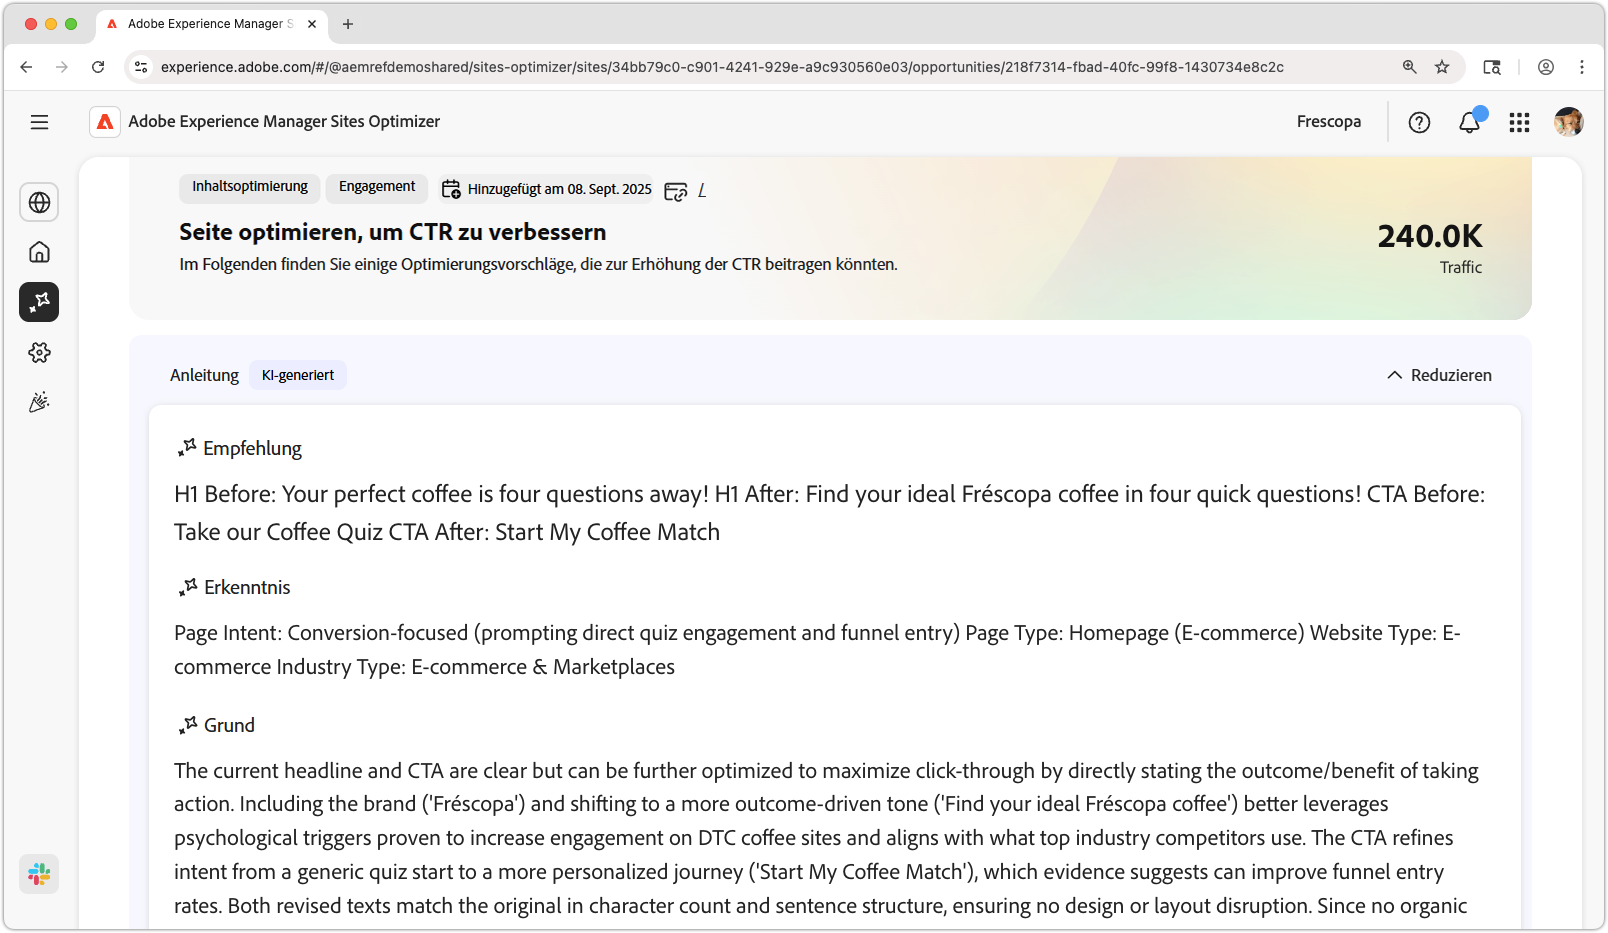 Adobe Experience Manager S
experience.adobe.com/#/@aemrefdemoshared/sites-optimizer/sites/34bb79c0-c901-4241-929e-a9c930560e03/opportunities/218f7314-fbad-40fc-99f8-1430734e8c2c
Adobe Experience Manager Sites Optimizer
Frescopa
Inhaltsoptimierung Engagement Hinzugefügt am 08. Sept. 2025 /
Seite optimieren, um CTR zu verbessern
Im Folgenden finden Sie einige Optimierungsvorschläge, die zur Erhöhung der CTR beitragen könnten.
240.0K
Traffic
Anleitung KI-generiert
Reduzieren
Empfehlung
H1 Before: Your perfect coffee is four questions away! H1 After: Find your ideal Fréscopa coffee in four quick questions! CTA Before:
Take our Coffee Quiz CTA After: Start My Coffee Match
Erkenntnis
Page Intent: Conversion-focused (prompting direct quiz engagement and funnel entry) Page Type: Homepage (E-commerce) Website Type: E-
commerce Industry Type: E-commerce & Marketplaces
Grund
The current headline and CTA are clear but can be further optimized to maximize click-through by directly stating the outcome/benefit of taking
action. Including the brand ('Fréscopa') and shifting to a more outcome-driven tone ('Find your ideal Fréscopa coffee') better leverages
psychological triggers proven to increase engagement on DTC coffee sites and aligns with what top industry competitors use. The CTA refines
intent from a generic quiz start to a more personalized journey ('Start My Coffee Match'), which evidence suggests can improve funnel entry
rates. Both revised texts match the original in character count and sentence structure, ensuring no design or layout disruption. Since no organic